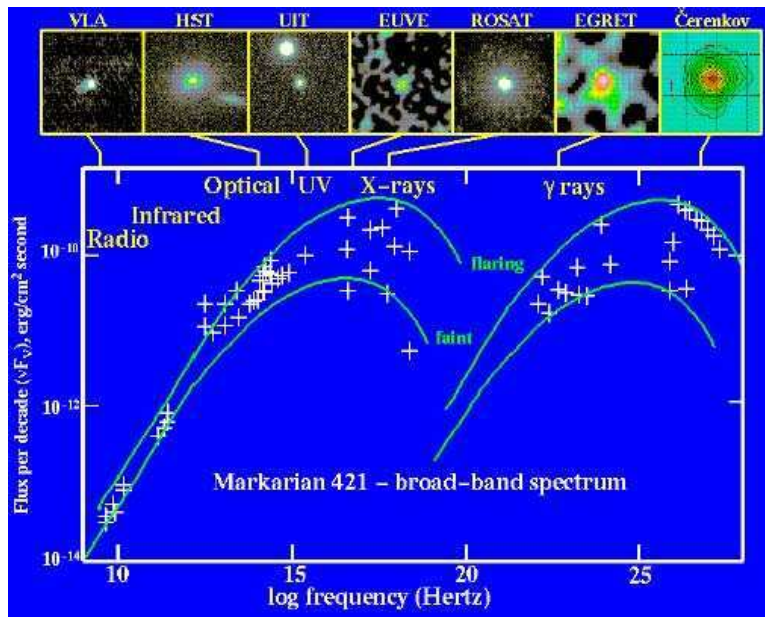 VLA HST UIT EUVE ROSAT EGRET Čerenkov
Optical UV X-rays γ rays
Infrared
Radio
10⁻¹⁰
flaring
faint
10⁻¹²
Flux per decade (νFᵥ), erg/cm² second
Markarian 421 – broad-band spectrum
10⁻¹⁴
10 15 20 25
log frequency (Hertz)